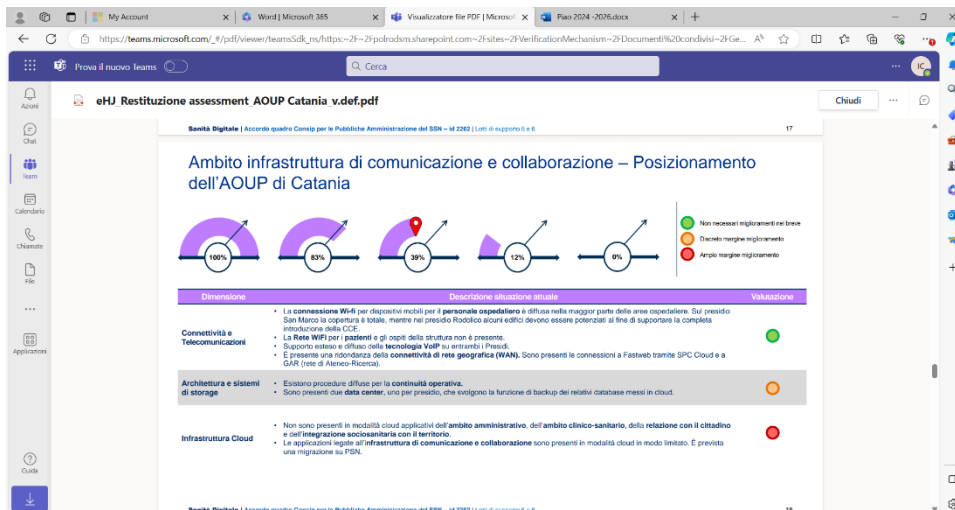 My Account
Word | Microsoft 365
Visualizzatore file PDF | Microsof
Piao 2024 -2026.docx
https://teams.microsoft.com/_#/pdf/viewer/teamsSdk_ns/https:~2F~2Fpolrodsm.sharepoint.com~2Fsites~2FVerificationMechanism~2FDocumenti%20condivisi~2FGe...
Prova il nuovo Teams
Cerca
IC
Azioni
Chat
Team
Calendario
Chiamate
File
Applicazioni
Guida
eHJ_Restituzione assessment_AOUP Catania_v.def.pdf
Chiudi
Sanità Digitale | Accordo quadro Consip per le Pubbliche Amministrazione del SSN – id 2202 | Lotti di supporto 5 e 6
17
Ambito infrastruttura di comunicazione e collaborazione – Posizionamento
dell'AOUP di Catania
100%
83%
39%
12%
0%
Non necessari miglioramenti nel breve
Discreto margine miglioramento
Ampio margine miglioramento
Dimensione
Descrizione situazione attuale
Valutazione
Connettività e
Telecomunicazioni
• La connessione Wi-fi per dispositivi mobili per il personale ospedaliero è diffusa nella maggior parte delle aree ospedaliere. Sul presidio
San Marco la copertura è totale, mentre nel presidio Rodolico alcuni edifici devono essere potenziati al fine di supportare la completa
introduzione della CCE.
• La Rete WiFi per i pazienti e gli ospiti della struttura non è presente.
• Supporto esteso e diffuso della tecnologia VoIP su entrambi i Presidi.
• È presente una ridondanza della connettività di rete geografica (WAN). Sono presenti le connessioni a Fastweb tramite SPC Cloud e a
GAR (rete di Ateneo-Ricerca).
Architettura e sistemi
di storage
• Esistono procedure diffuse per la continuità operativa.
• Sono presenti due data center, uno per presidio, che svolgono la funzione di backup dei relativi database messi in cloud.
Infrastruttura Cloud
• Non sono presenti in modalità cloud applicativi dell'ambito amministrativo, dell'ambito clinico-sanitario, della relazione con il cittadino
e dell'integrazione sociosanitaria con il territorio.
• Le applicazioni legate all'infrastruttura di comunicazione e collaborazione sono presenti in modalità cloud in modo limitato. È prevista
una migrazione su PSN.